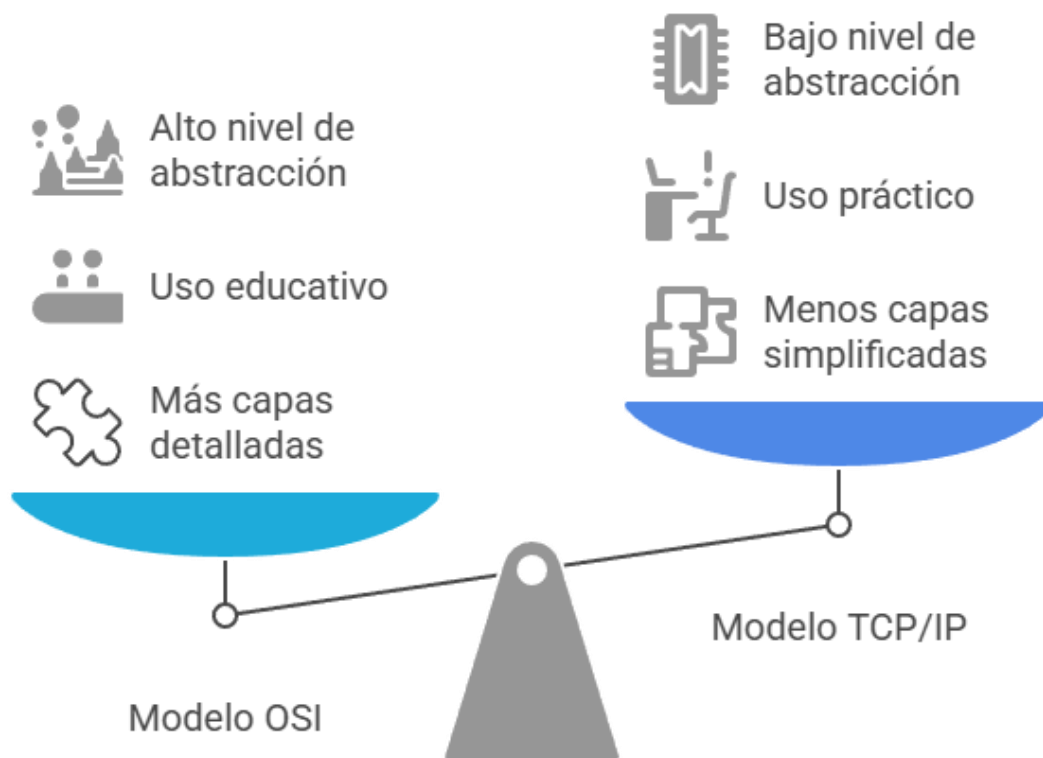 Alto nivel de
abstracción
Uso educativo
Más capas
detalladas
Modelo OSI
Bajo nivel de
abstracción
Uso práctico
Menos capas
simplificadas
Modelo TCP/IP